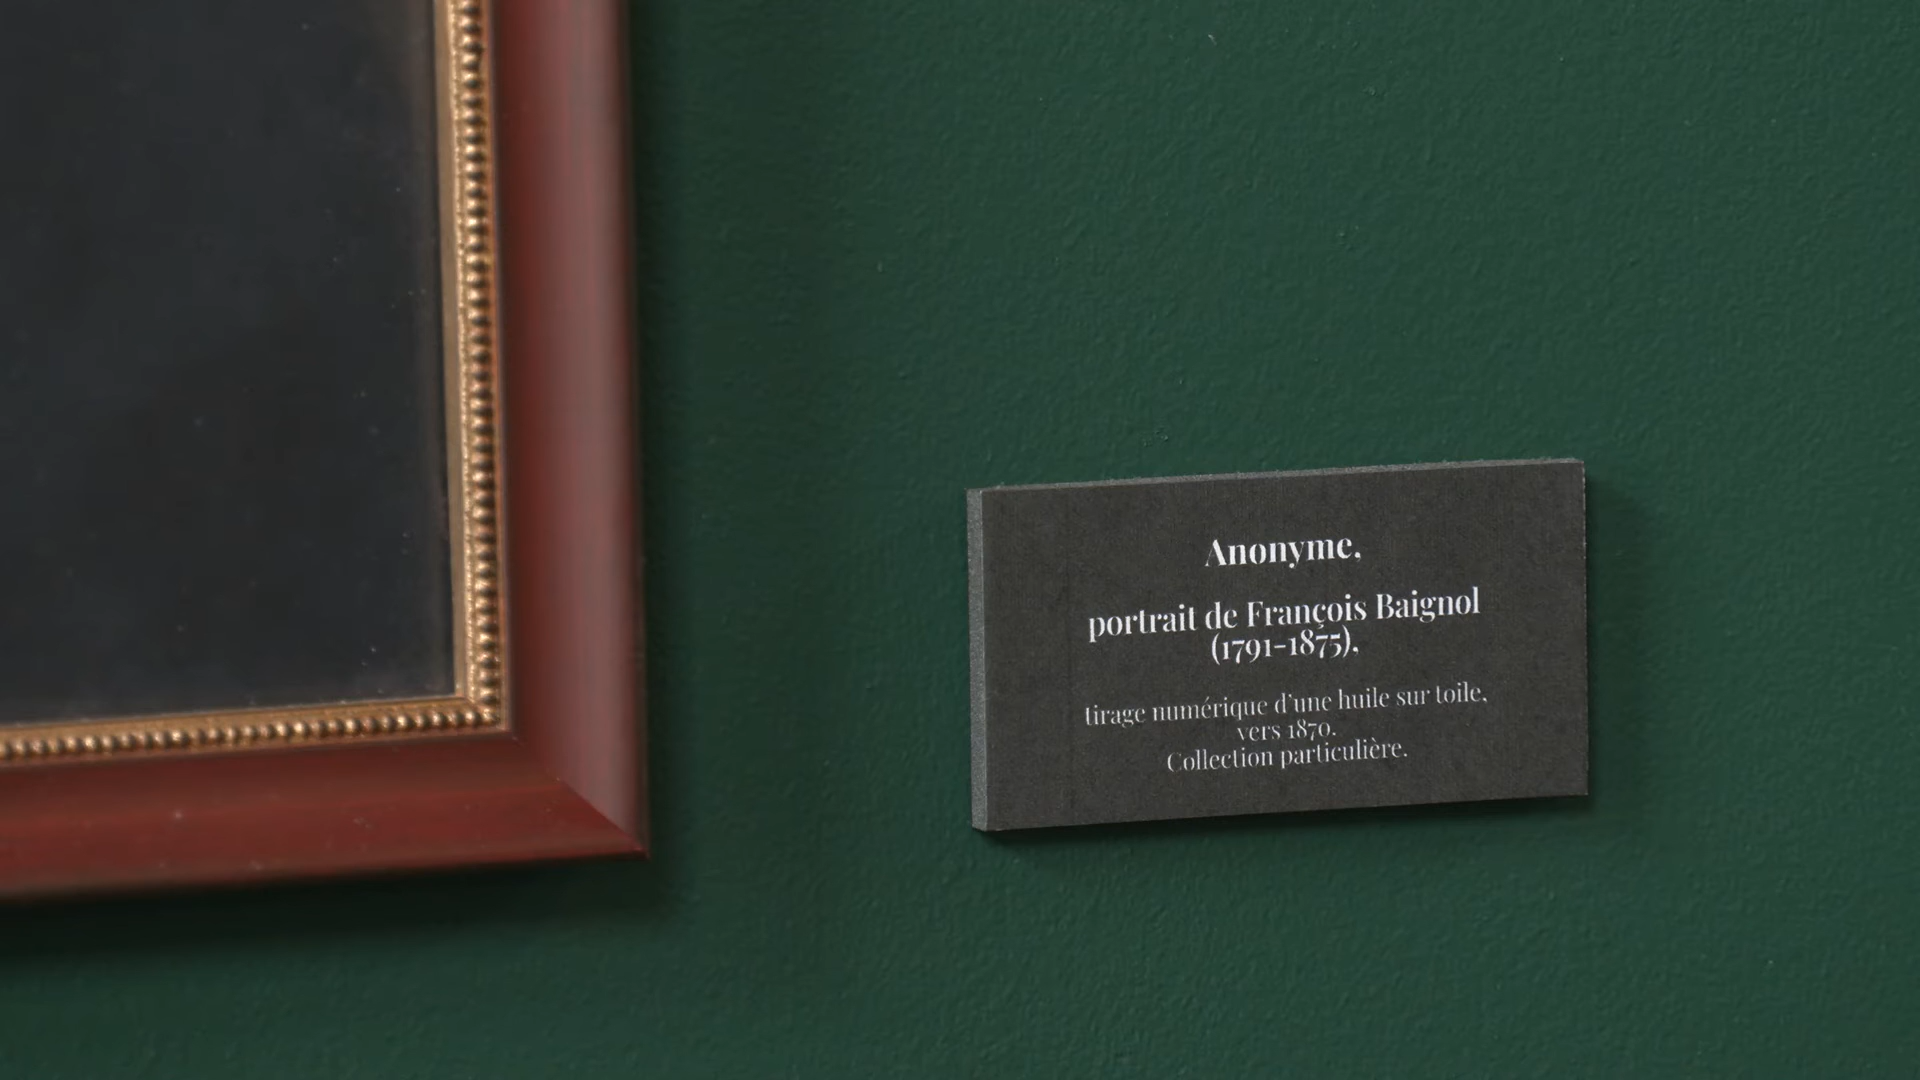 Anonyme,
portrait de François Baignol
(1791-1875),
tirage numérique d'une huile sur toile,
vers 1870.
Collection particulière.